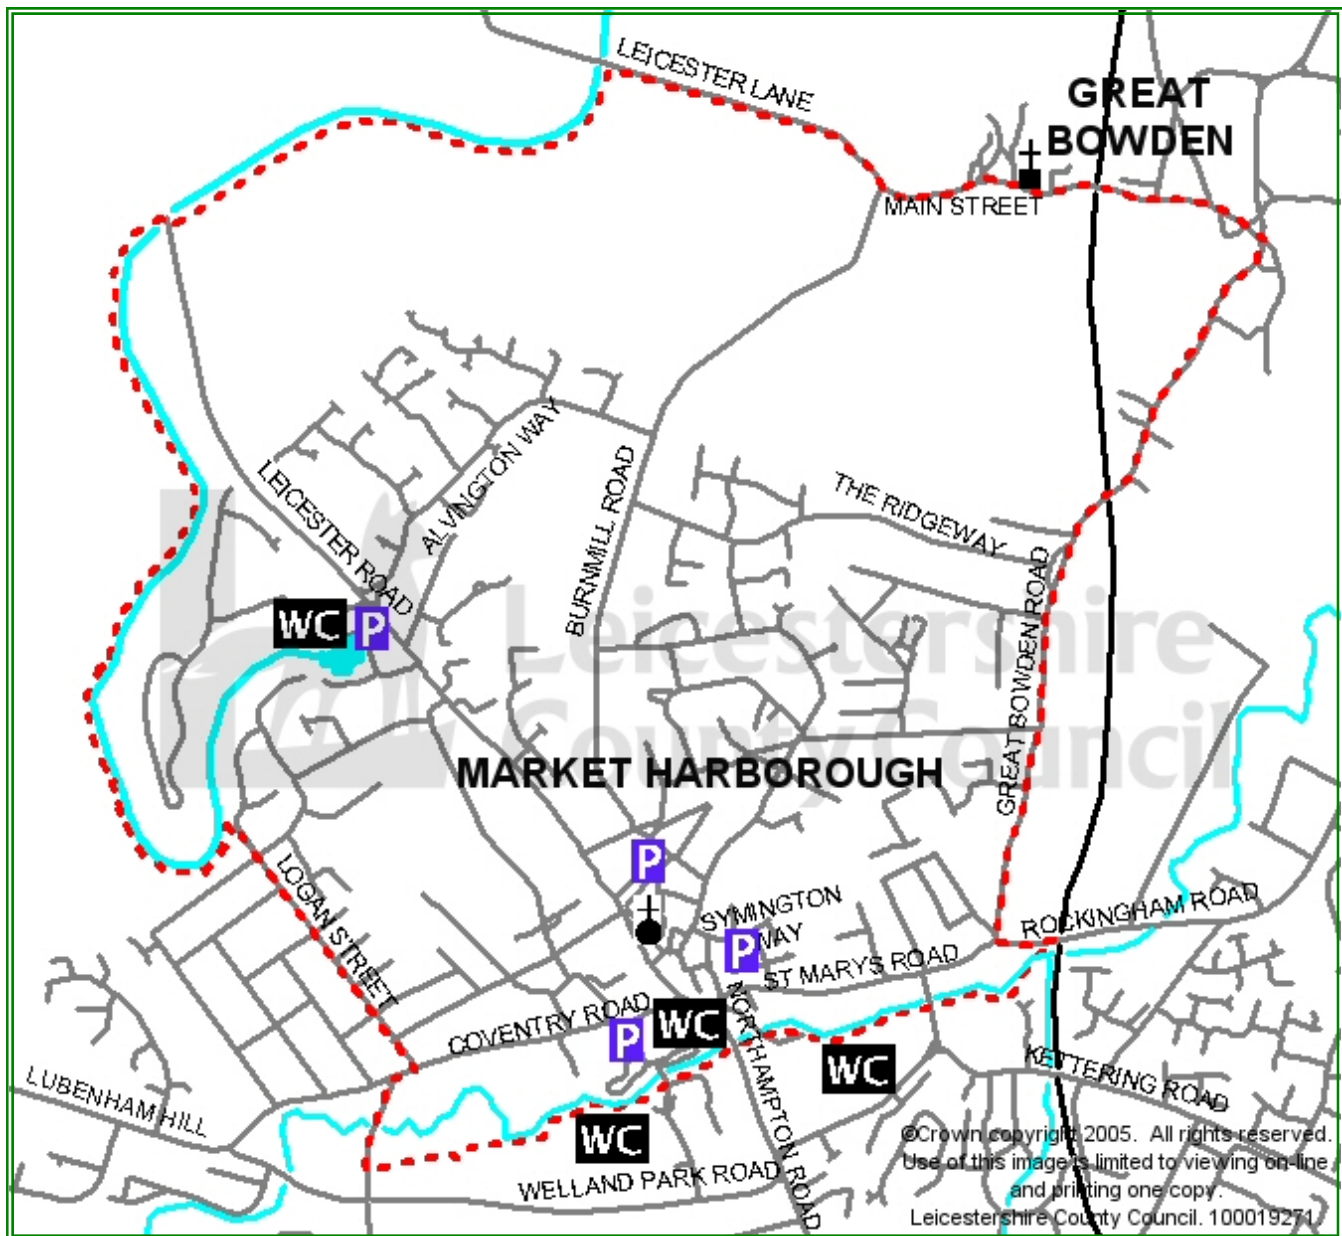 LEICESTER LANE
GREAT
BOWDEN
MAIN STREET
ALVINGTON WAY
LEICESTER ROAD
BURNMILL ROAD
THE RIDGEWAY
GREAT BOWDEN ROAD
WC
P
Leicestershire
County Council
MARKET HARBOROUGH
P
LOGAN STREET
SYMINGTON
WAY
P
ROCKINGHAM ROAD
ST MARYS ROAD
COVENTRY ROAD
P
WC
NORTHAMPTON ROAD
WC
KETTERING ROAD
LUBENHAM HILL
WC
WELLAND PARK ROAD
©Crown copyright 2005. All rights reserved.
Use of this image is limited to viewing on-line
and printing one copy.
Leicestershire County Council. 100019271.